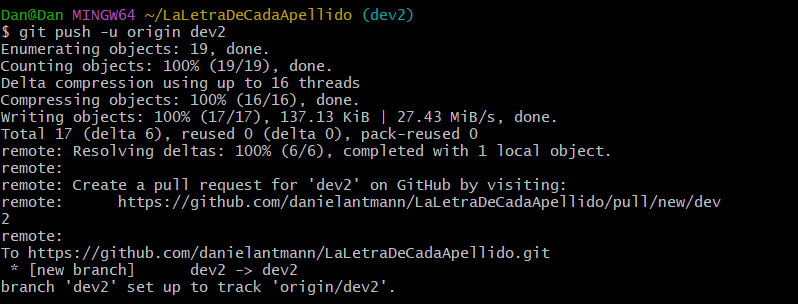 Dan@Dan MINGW64 ~/LaLetraDeCadaApellido (dev2)
$ git push -u origin dev2
Enumerating objects: 19, done.
Counting objects: 100% (19/19), done.
Delta compression using up to 16 threads
Compressing objects: 100% (16/16), done.
Writing objects: 100% (17/17), 137.13 KiB | 27.43 MiB/s, done.
Total 17 (delta 6), reused 0 (delta 0), pack-reused 0
remote: Resolving deltas: 100% (6/6), completed with 1 local object.
remote:
remote: Create a pull request for 'dev2' on GitHub by visiting:
remote:      https://github.com/danielantmann/LaLetraDeCadaApellido/pull/new/dev
2
remote:
To https://github.com/danielantmann/LaLetraDeCadaApellido.git
 * [new branch]      dev2 -> dev2
branch 'dev2' set up to track 'origin/dev2'.